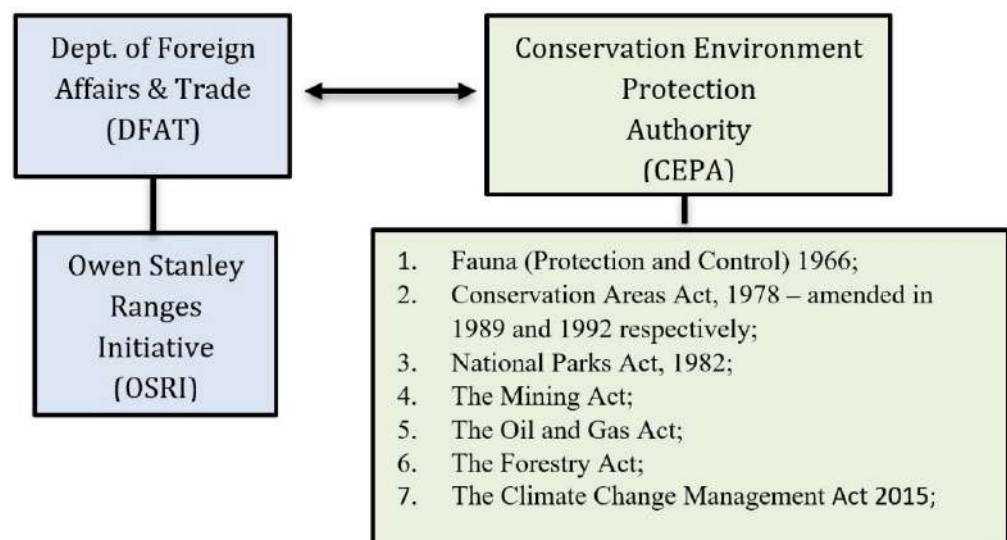 Dept. of Foreign
Affairs & Trade
(DFAT)
Conservation Environment
Protection
Authority
(CEPA)
Owen Stanley
Ranges
Initiative
(OSRI)
1. Fauna (Protection and Control) 1966;
2. Conservation Areas Act, 1978 – amended in
1989 and 1992 respectively;
3. National Parks Act, 1982;
4. The Mining Act;
5. The Oil and Gas Act;
6. The Forestry Act;
7. The Climate Change Management Act 2015;